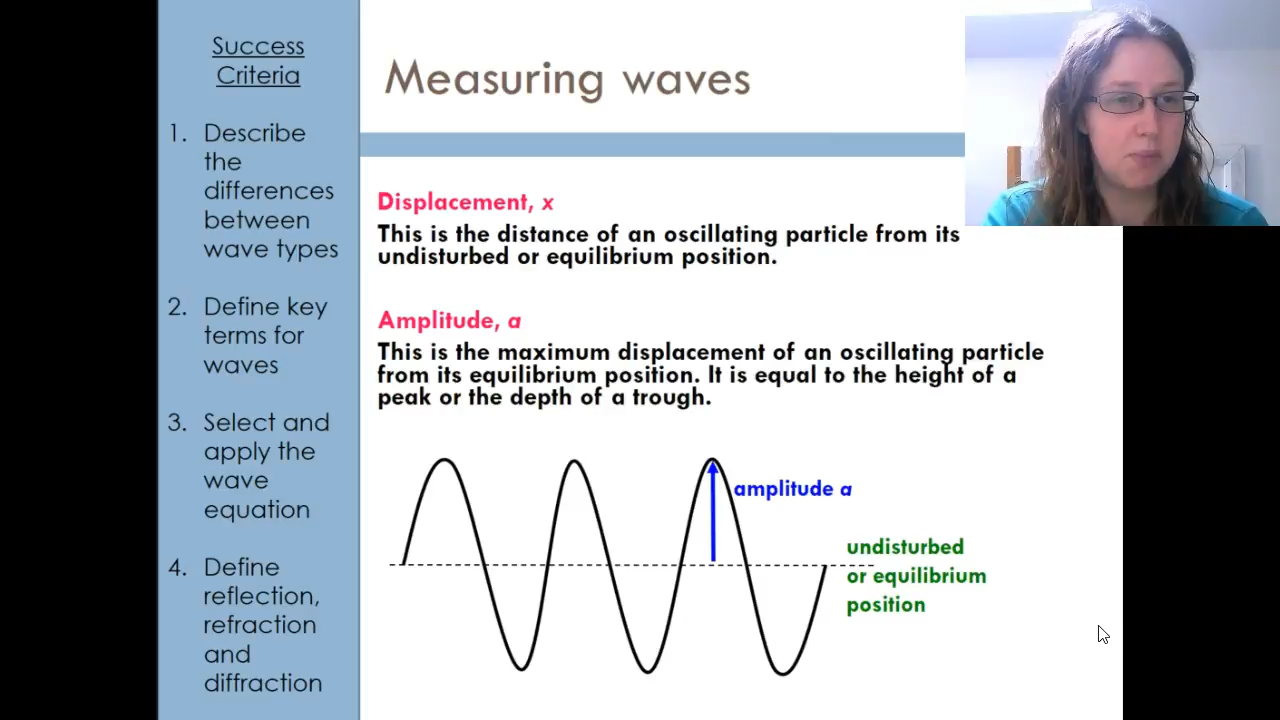 Success
Criteria
1. Describe
the
differences
between
wave types
2. Define key
terms for
waves
3. Select and
apply the
wave
equation
4. Define
reflection,
refraction
and
diffraction
Measuring waves
Displacement, x
This is the distance of an oscillating particle from its
undisturbed or equilibrium position.
Amplitude, a
This is the maximum displacement of an oscillating particle
from its equilibrium position. It is equal to the height of a
peak or the depth of a trough.
amplitude a
undisturbed
or equilibrium
position